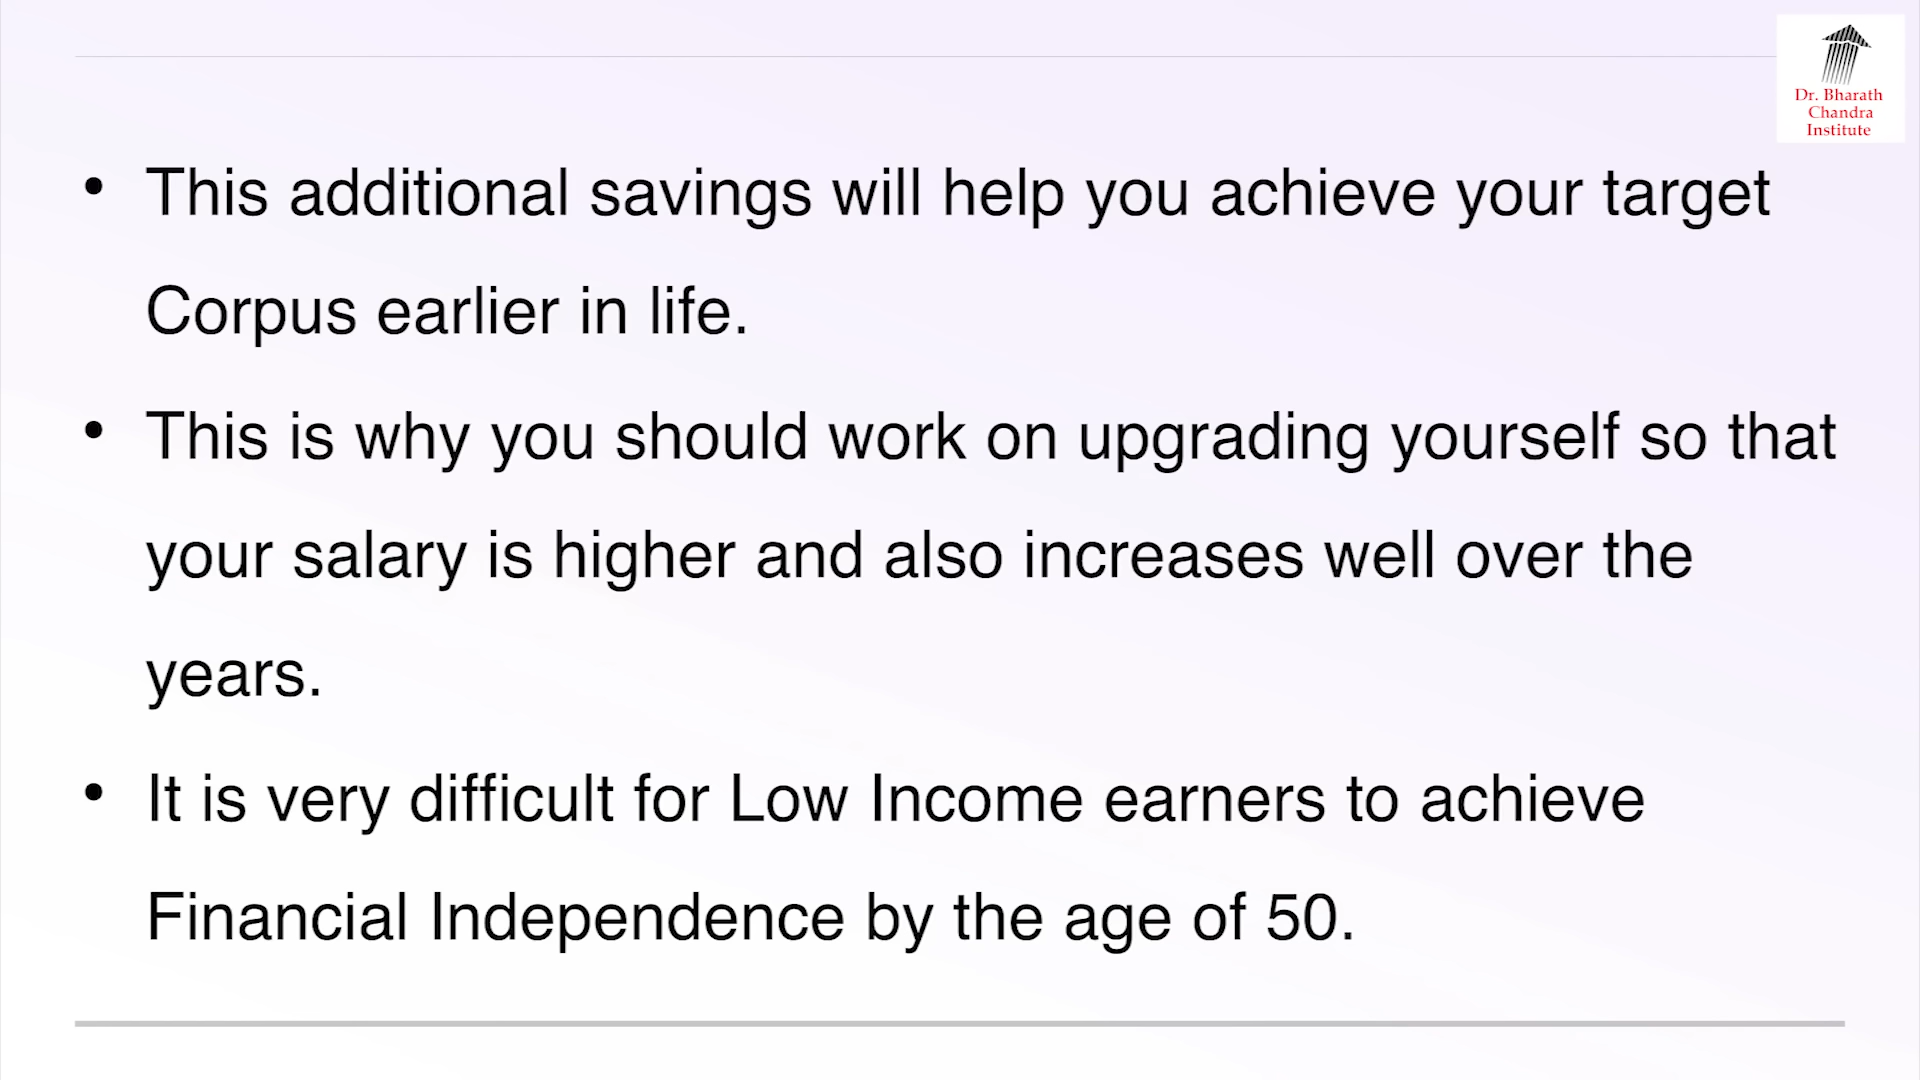 Dr. Bharath
Chandra
Institute
• This additional savings will help you achieve your target
Corpus earlier in life.
• This is why you should work on upgrading yourself so that
your salary is higher and also increases well over the
years.
• It is very difficult for Low Income earners to achieve
Financial Independence by the age of 50.